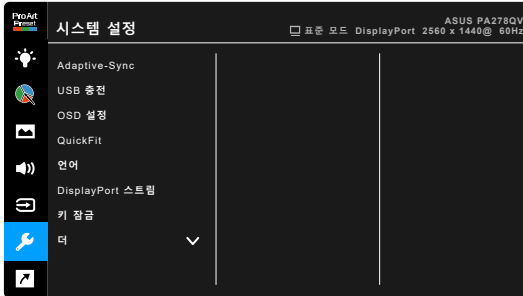 ProArt
Preset
시스템 설정
ASUS PA278QV
표준 모드 DisplayPort 2560 x 1440@ 60Hz
Adaptive-Sync
USB 충전
OSD 설정
QuickFit
언어
DisplayPort 스트림
키 잠금
더